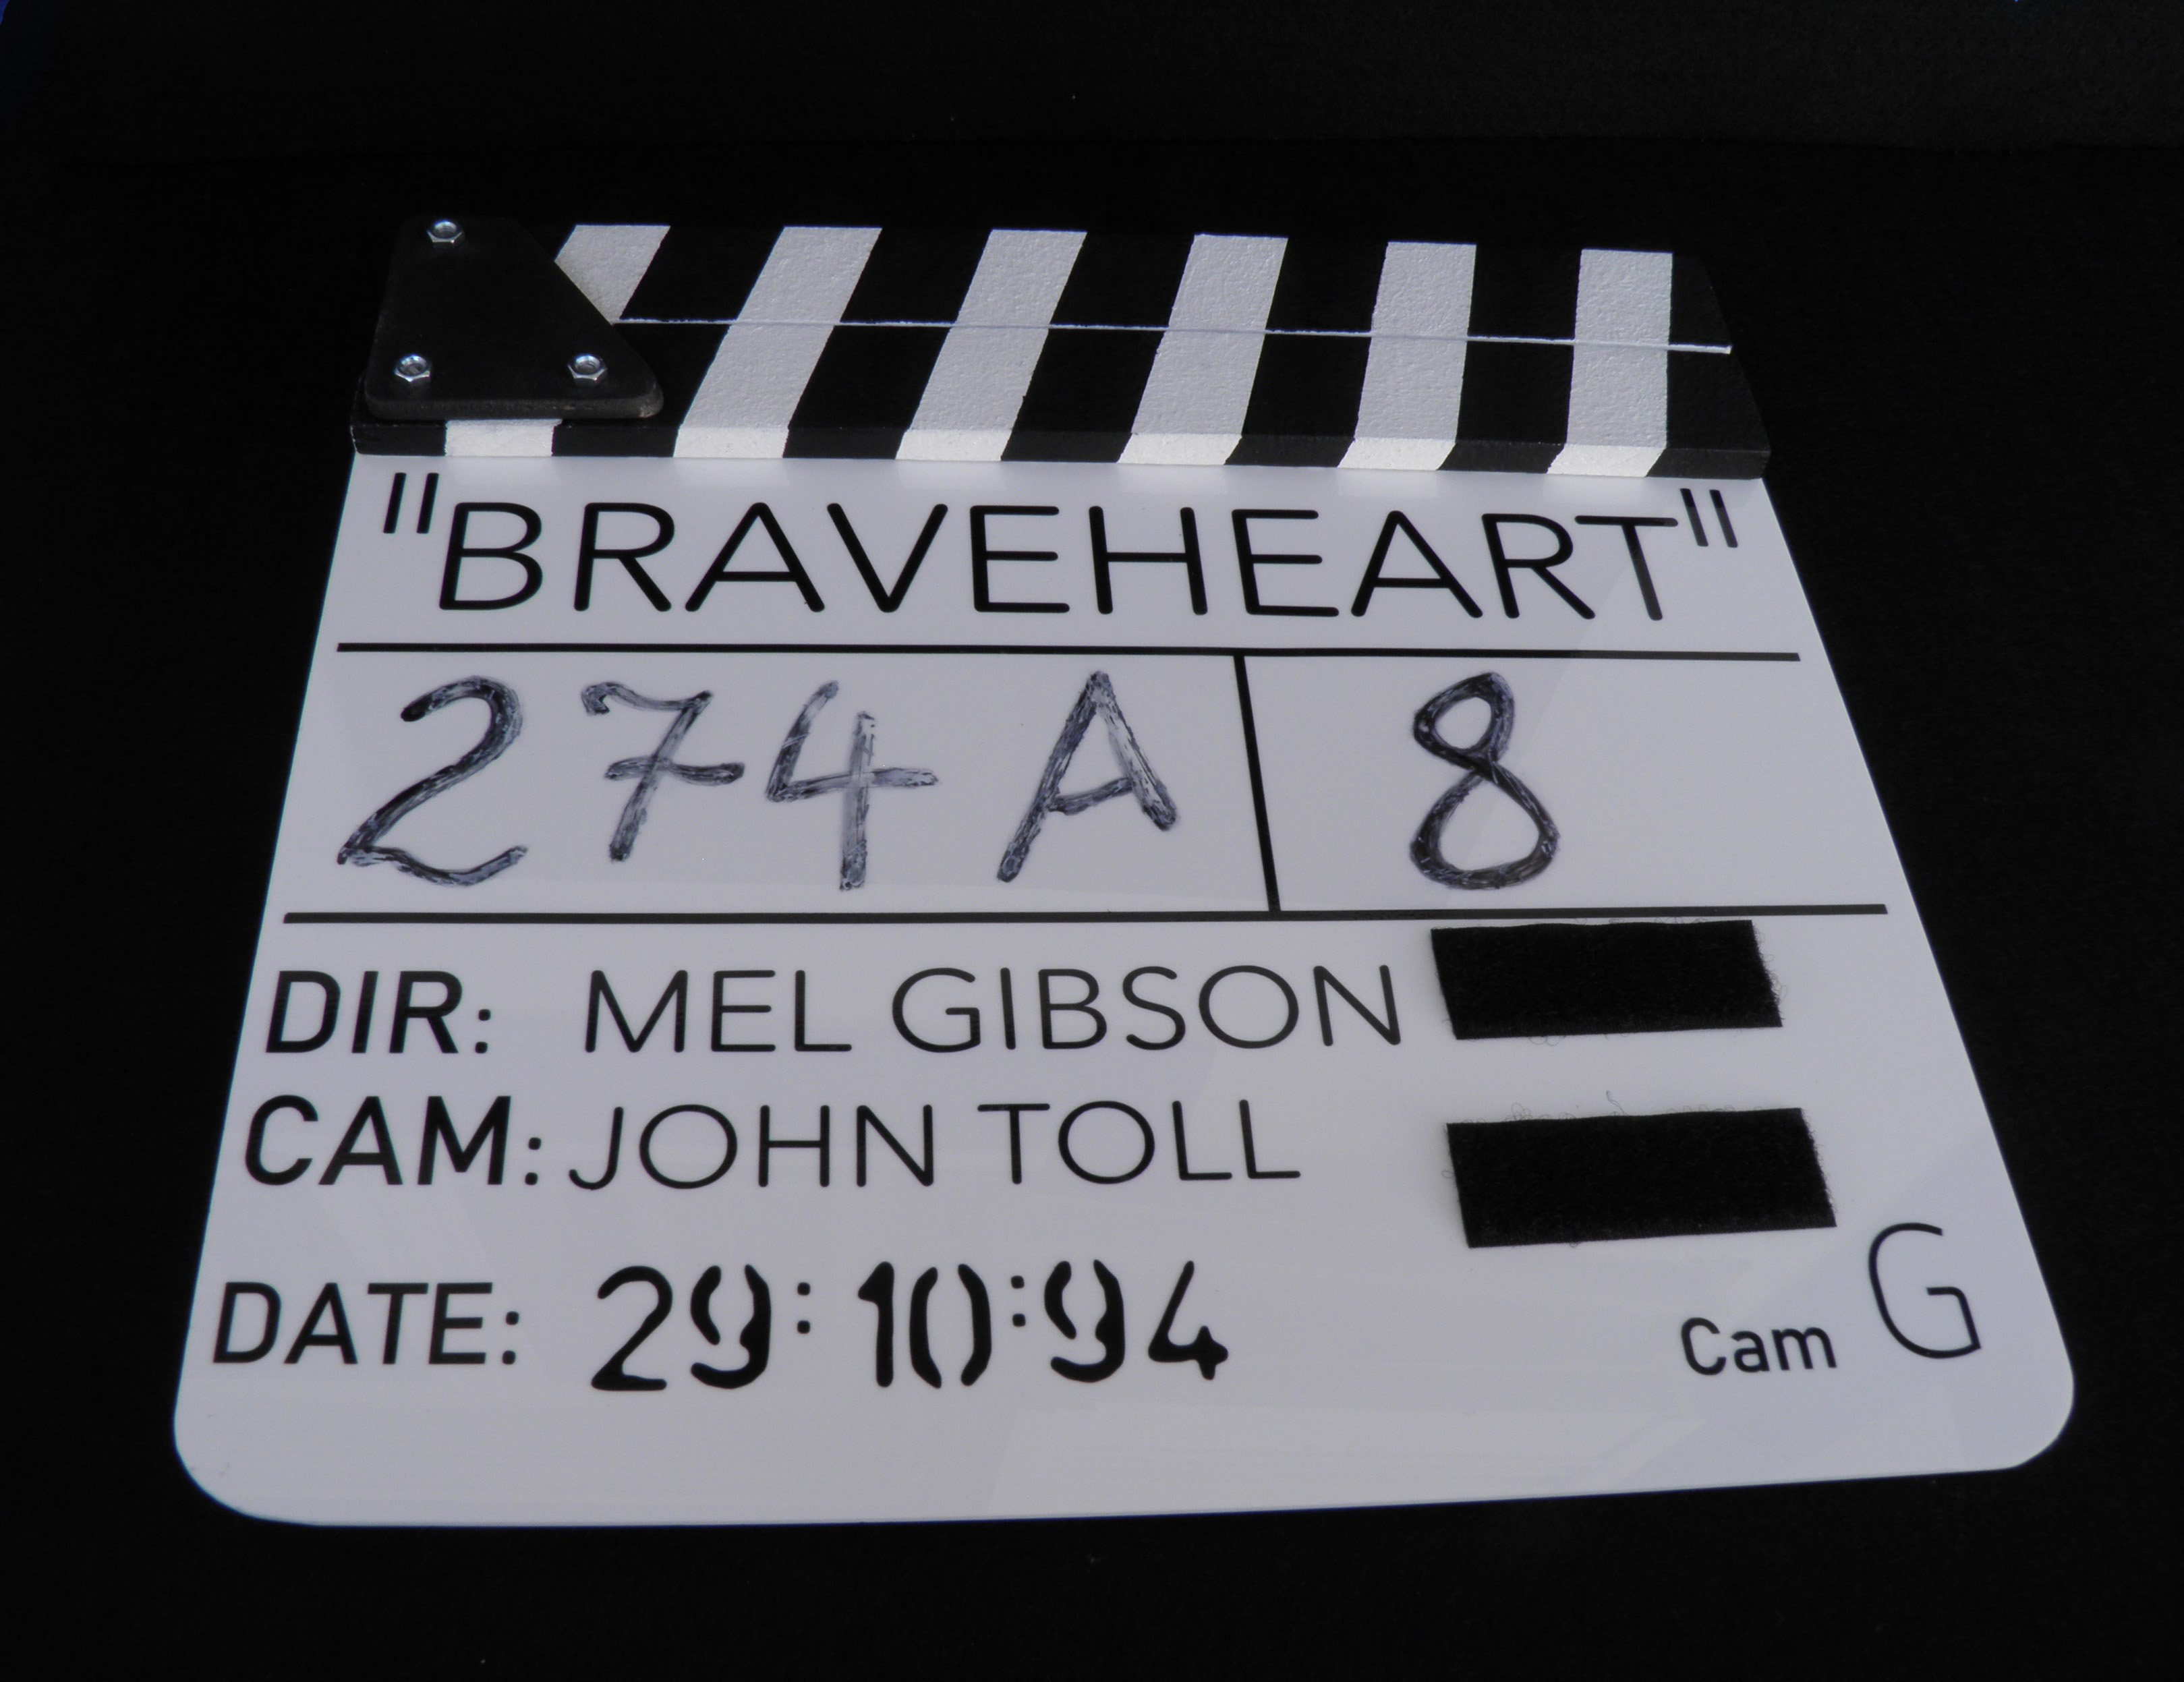 "BRAVEHEART"
274A 8
DIR: MEL GIBSON
CAM: JOHN TOLL
DATE: 29:10:94
Cam G